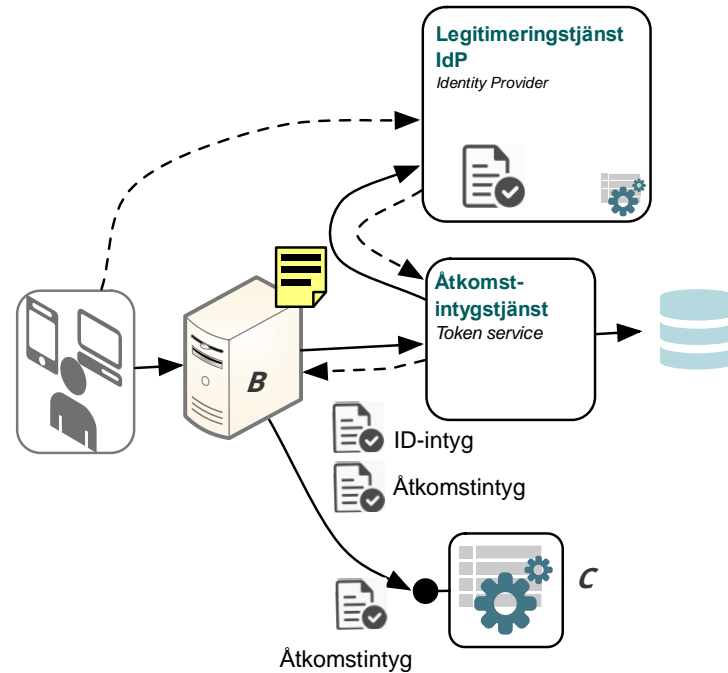 Legitimeringstjänst
IdP
Identity Provider
Åtkomst-
intygstjänst
Token service
B
ID-intyg
Åtkomstintyg
C
Åtkomstintyg